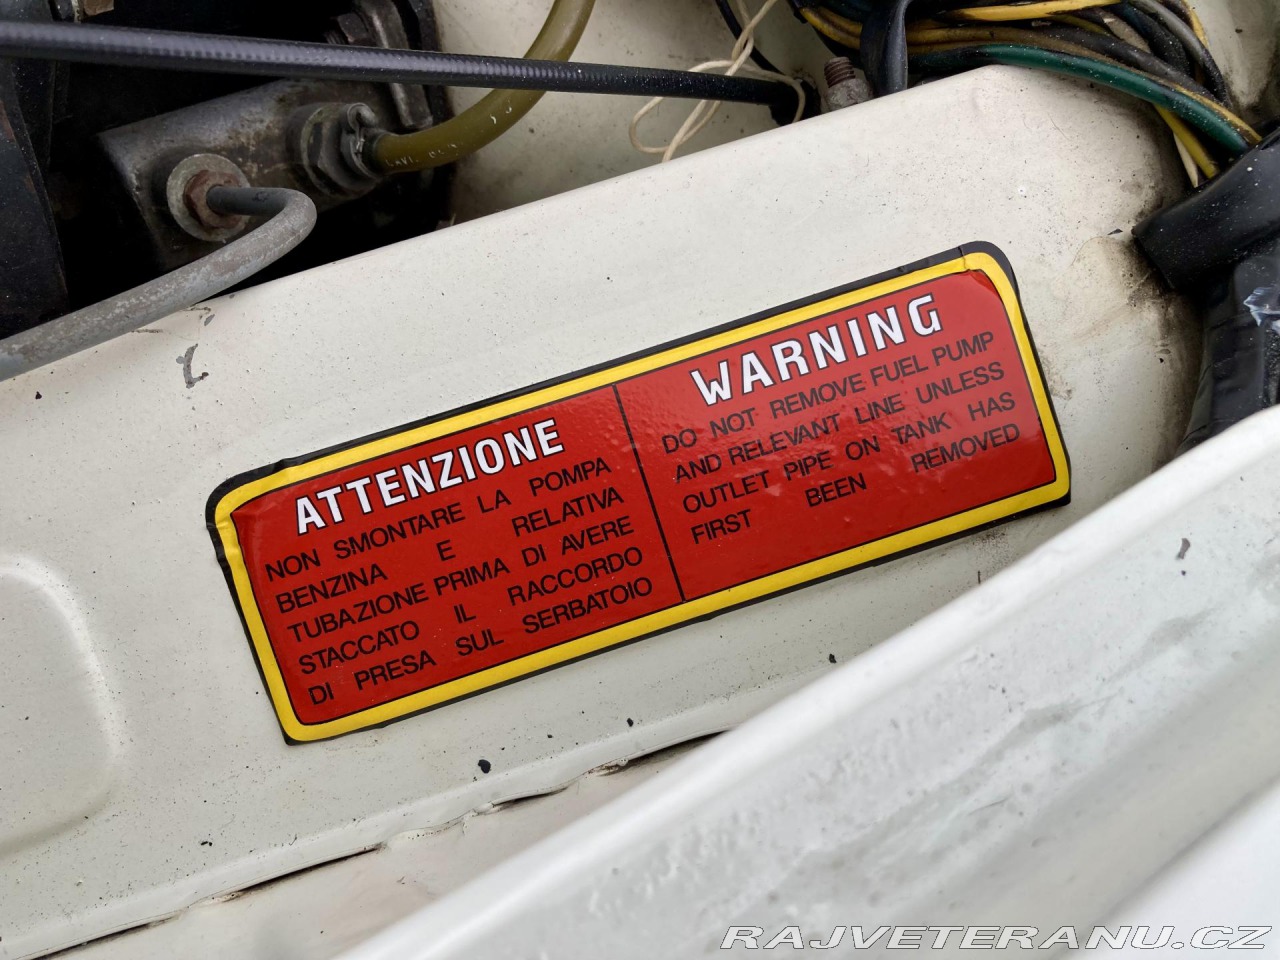 ATTENZIONE
NON SMONTARE LA POMPA
BENZINA E RELATIVA
TUBAZIONE PRIMA DI AVERE
STACCATO IL RACCORDO
DI PRESA SUL SERBATOIO
WARNING
DO NOT REMOVE FUEL PUMP
AND RELEVANT LINE UNLESS
OUTLET PIPE ON TANK HAS
FIRST BEEN REMOVED
RAJVETERANU.CZ